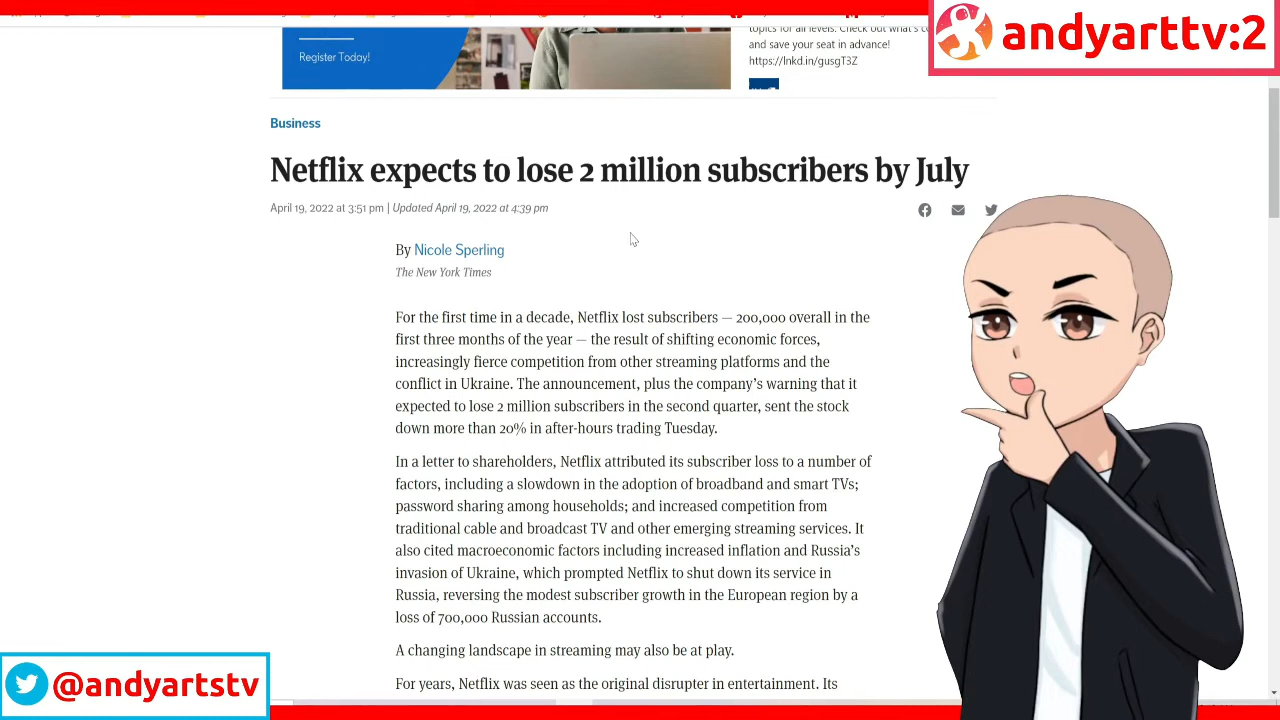 topics for all levels. Check out what's
Register Today!
and save your seat in advance!
https://lnkd.in/gusgT3Z
andyarttv:2
Business
Netflix expects to lose 2 million subscribers by July
April 19, 2022 at 3:51 pm | Updated April 19, 2022 at 4:39 pm
By Nicole Sperling
The New York Times
For the first time in a decade, Netflix lost subscribers — 200,000 overall in the
first three months of the year — the result of shifting economic forces,
increasingly fierce competition from other streaming platforms and the
conflict in Ukraine. The announcement, plus the company’s warning that it
expected to lose 2 million subscribers in the second quarter, sent the stock
down more than 20% in after-hours trading Tuesday.
In a letter to shareholders, Netflix attributed its subscriber loss to a number of
factors, including a slowdown in the adoption of broadband and smart TVs;
password sharing among households; and increased competition from
traditional cable and broadcast TV and other emerging streaming services. It
also cited macroeconomic factors including increased inflation and Russia’s
invasion of Ukraine, which prompted Netflix to shut down its service in
Russia, reversing the modest subscriber growth in the European region by a
loss of 700,000 Russian accounts.
A changing landscape in streaming may also be at play.
For years, Netflix was seen as the original disrupter in entertainment. Its
@andyartstv